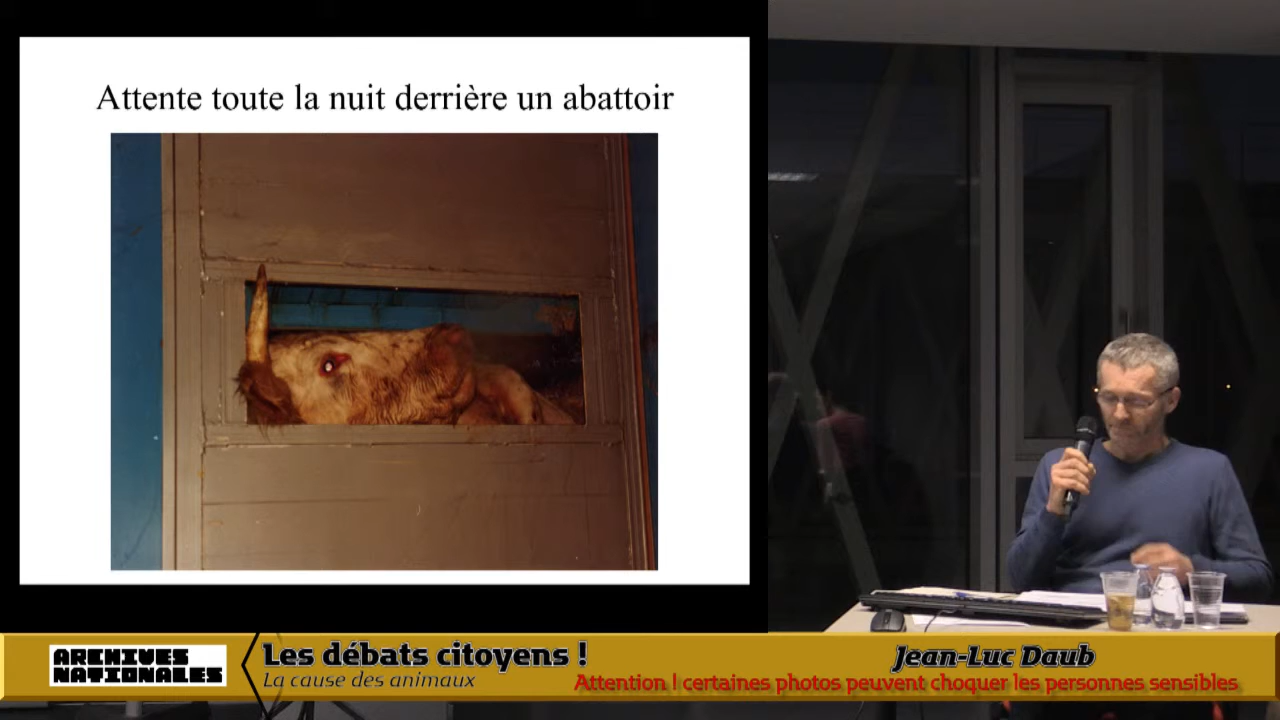 Attente toute la nuit derrière un abattoir
ARCHIVES
NATIONALES
Les débats citoyens !
La cause des animaux
Jean-Luc Daub
Attention ! certaines photos peuvent choquer les personnes sensibles